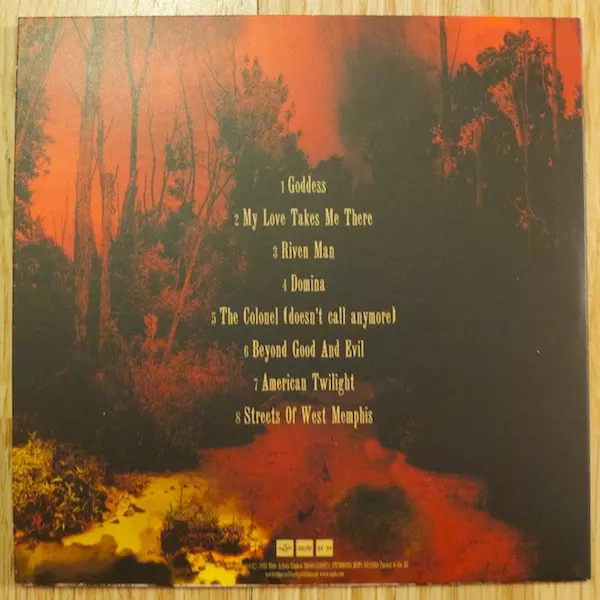 1 Goddess
2 My Love Takes Me There
3 Riven Man
4 Domina
5 The Colonel (doesn't call anymore)
6 Beyond Good And Evil
7 American Twilight
8 Streets Of West Memphis